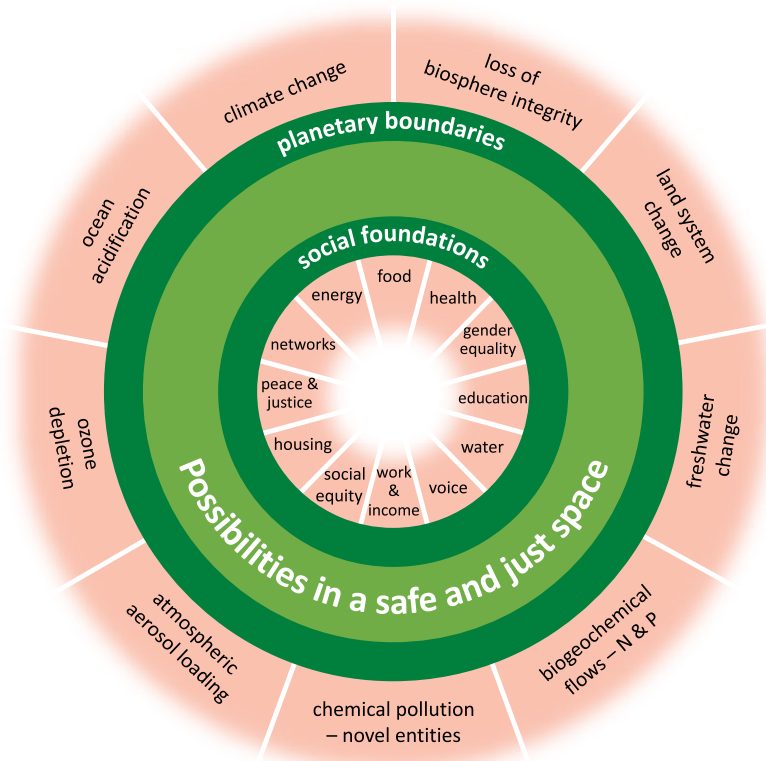 climate change
loss of
biosphere integrity
land system
change
freshwater
change
biogeochemical
flows – N & P
chemical pollution
– novel entities
atmospheric
aerosol loading
ozone
depletion
ocean
acidification
planetary boundaries
social foundations
food
health
gender
equality
education
water
voice
work
&
income
social
equity
housing
peace &
justice
networks
energy
Possibilities in a safe and just space